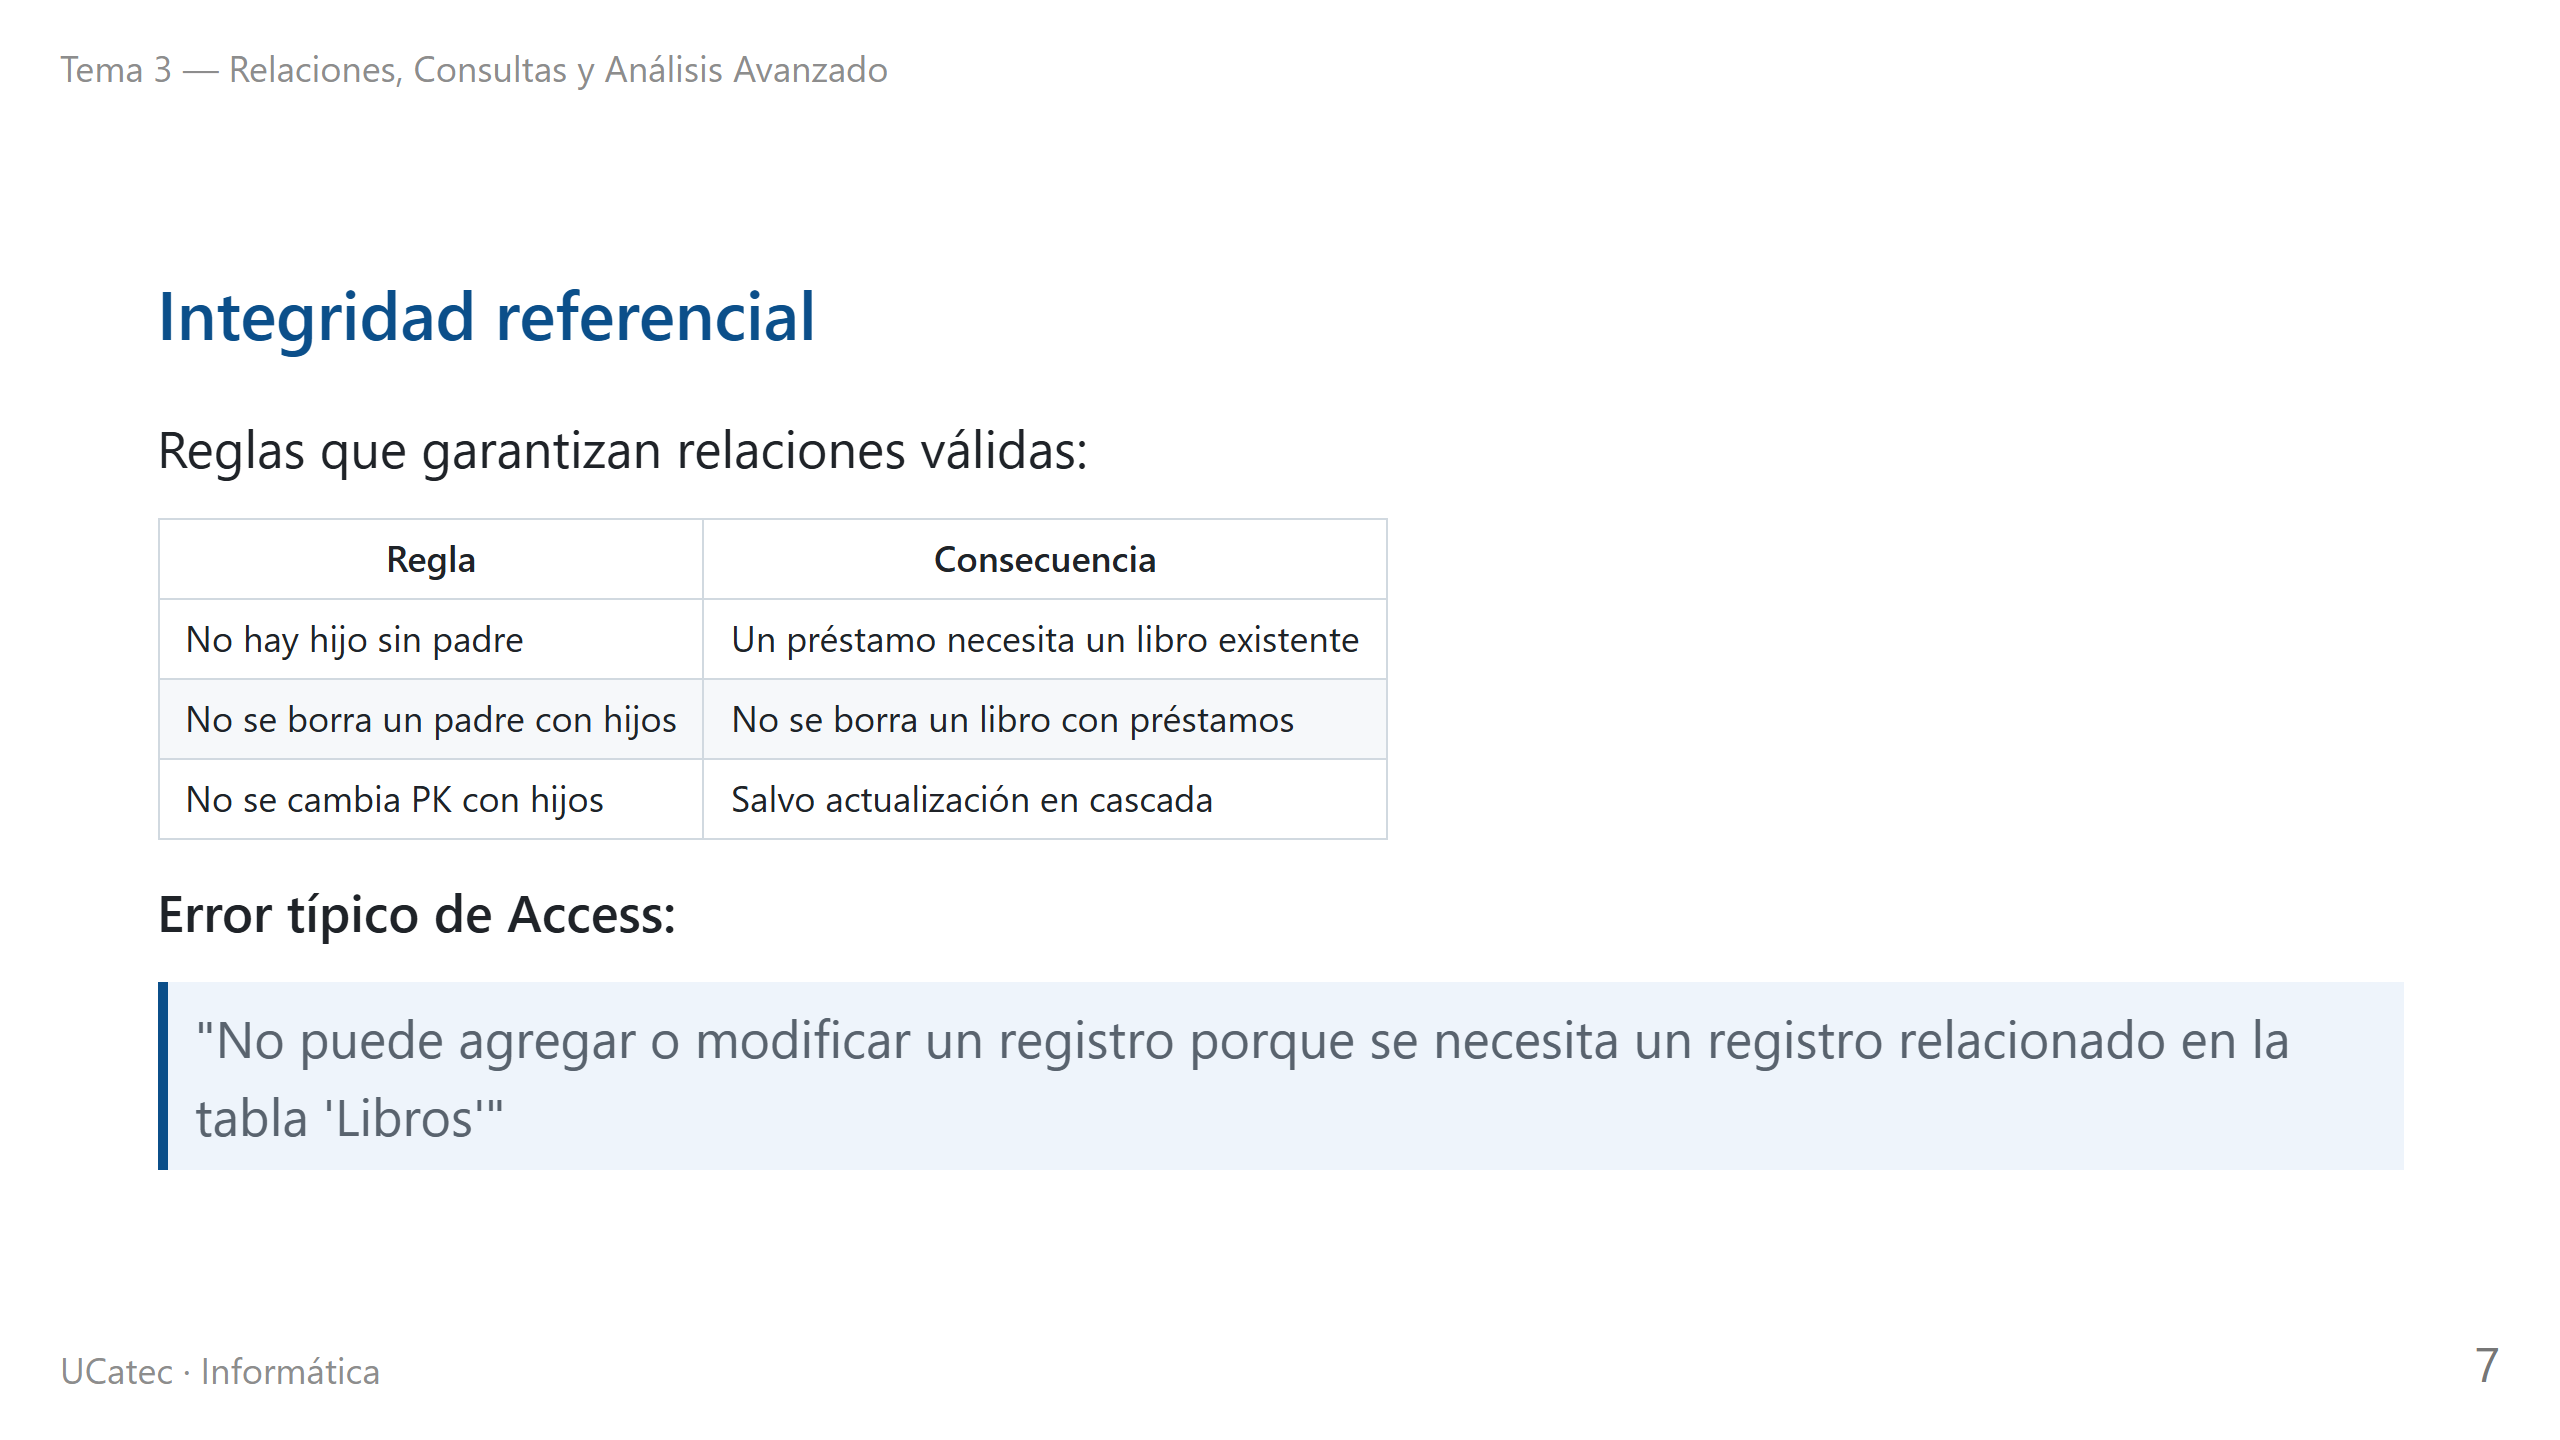 Tema 3 — Relaciones, Consultas y Análisis Avanzado
Integridad referencial
Reglas que garantizan relaciones válidas:
Regla Consecuencia
No hay hijo sin padre Un préstamo necesita un libro existente
No se borra un padre con hijos No se borra un libro con préstamos
No se cambia PK con hijos Salvo actualización en cascada
Error típico de Access:
"No puede agregar o modificar un registro porque se necesita un registro relacionado en la
tabla 'Libros'"
UCatec · Informática
7